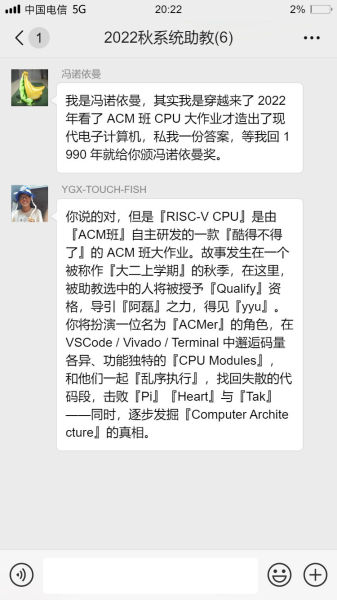 中国电信 5G
20:22
2%
1
2022秋系统助教(6)
冯诺依曼
我是冯诺依曼，其实我是穿越来了 2022
年看了 ACM 班 CPU 大作业才造出了现
代电子计算机，私我一份答案，等我回 1
990 年就给你颁冯诺依曼奖。
YGX-TOUCH-FISH
你说的对，但是『RISC-V CPU』是由
『ACM班』自主研发的一款『酷得不得
了』的 ACM 班大作业。故事发生在一个
被称作『大二上学期』的秋季，在这里，
被助教选中的人将被授予『Qualify』资
格，导引『阿磊』之力，得见『yyu』。
你将扮演一位名为『ACMer』的角色，在
VSCode / Vivado / Terminal 中邂逅码量
各异、功能独特的『CPU Modules』，
和他们一起『乱序执行』，找回失散的代
码段，击败『Pi』『Heart』与『Tak』
——同时，逐步发掘『Computer Archite
cture』的真相。